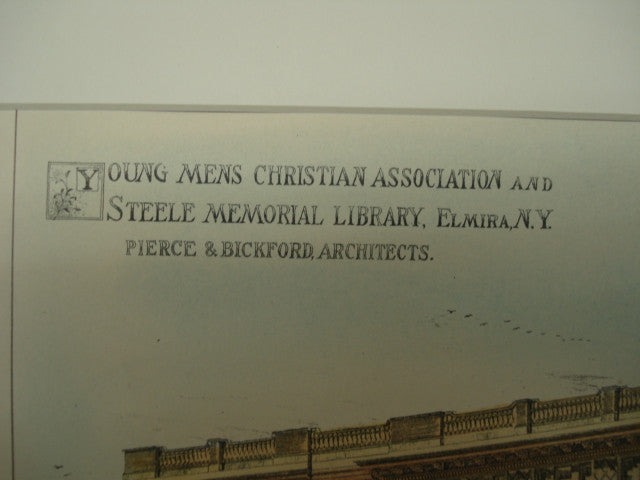 YOUNG MENS CHRISTIAN ASSOCIATION AND
STEELE MEMORIAL LIBRARY, ELMIRA, N.Y.
PIERCE & BICKFORD, ARCHITECTS.